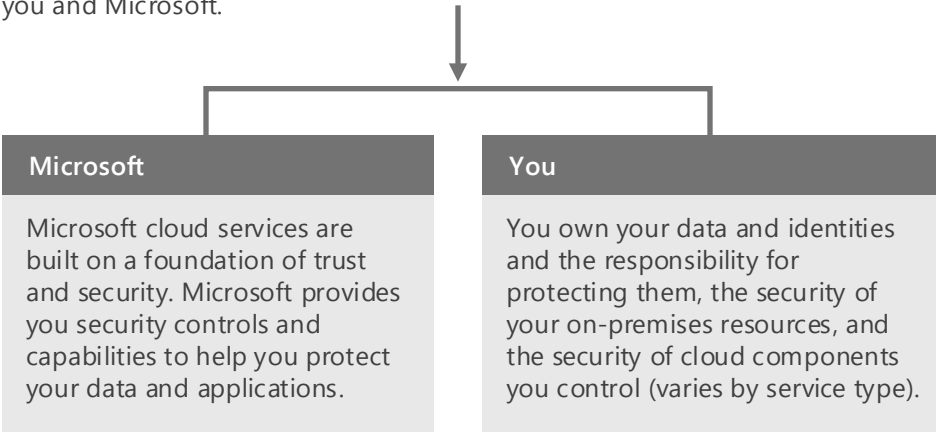 you and Microsoft.
Microsoft
Microsoft cloud services are
built on a foundation of trust
and security. Microsoft provides
you security controls and
capabilities to help you protect
your data and applications.
You
You own your data and identities
and the responsibility for
protecting them, the security of
your on-premises resources, and
the security of cloud components
you control (varies by service type).